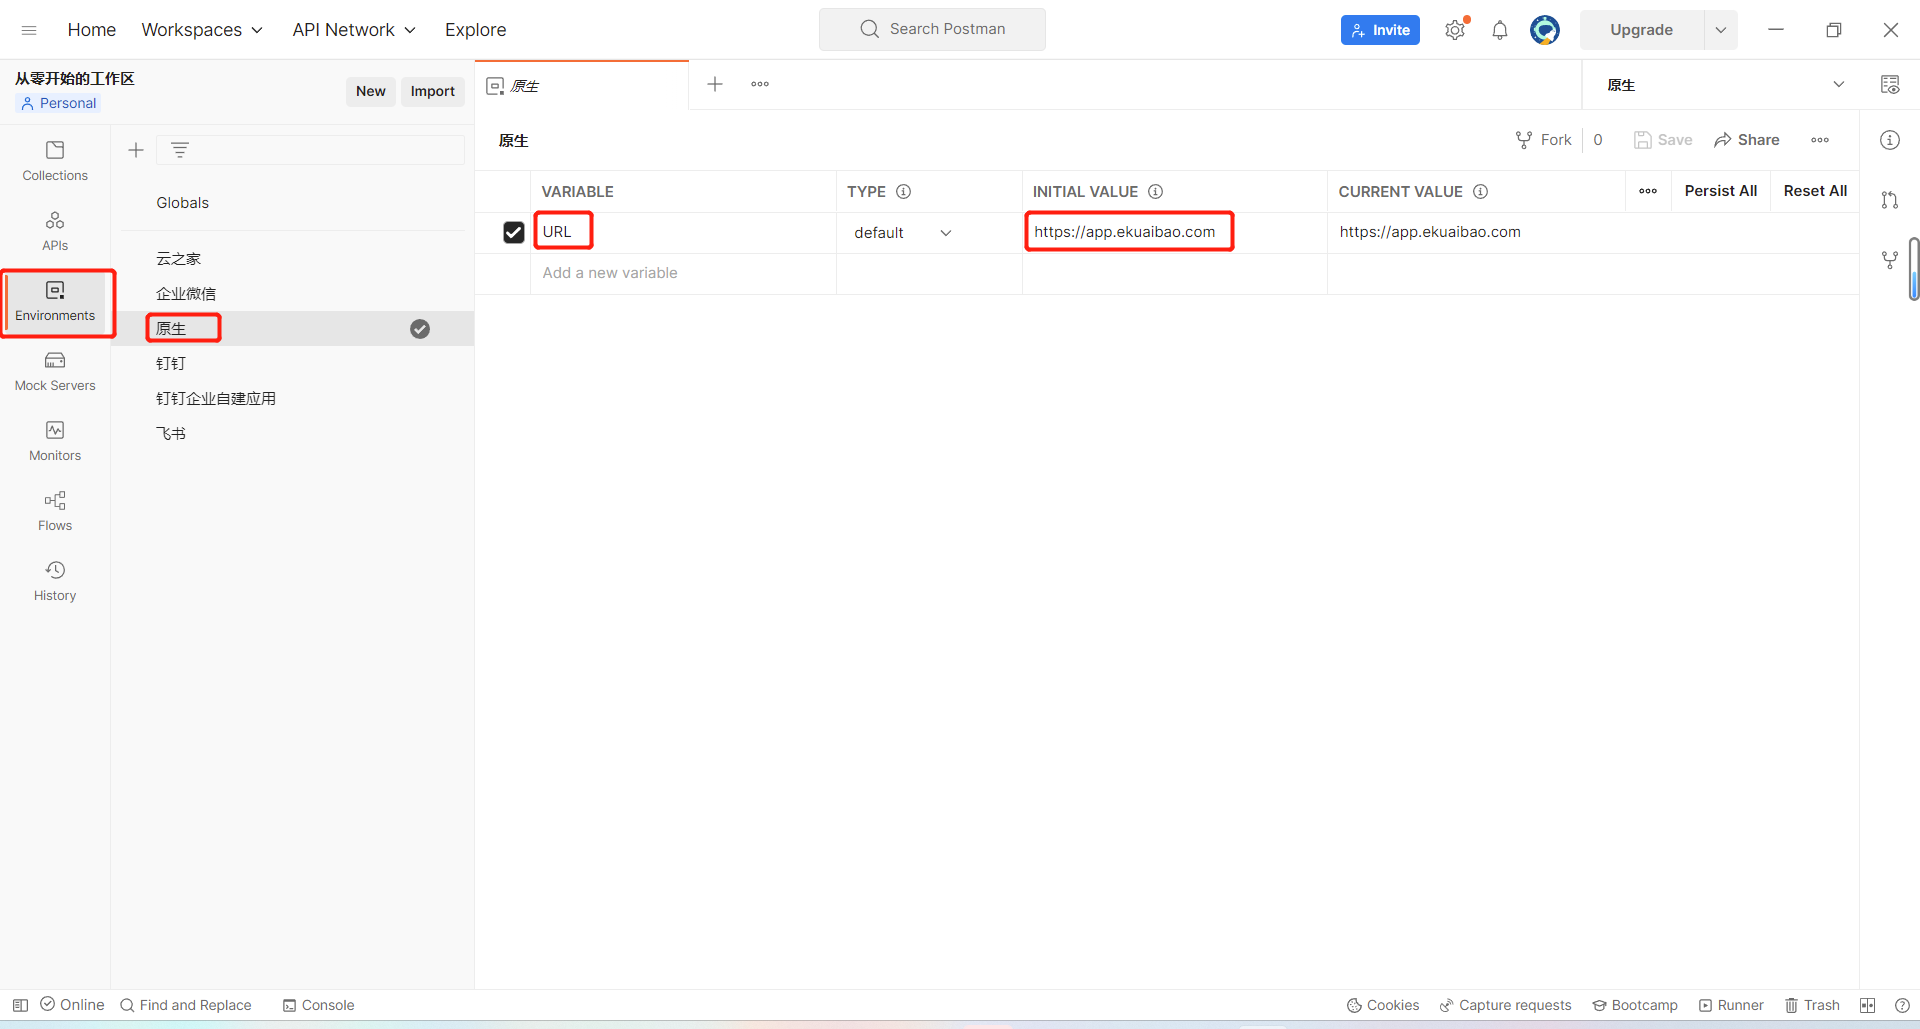 Home Workspaces API Network Explore Search Postman Invite Upgrade
从零开始的工作区
Personal
New Import
原生
原生
Collections
APIs
Environments
Mock Servers
Monitors
Flows
History
Globals
云之家
企业微信
原生
钉钉
钉钉企业自建应用
飞书
原生 Fork 0 Save Share
VARIABLE TYPE INITIAL VALUE CURRENT VALUE Persist All Reset All
URL default https://app.ekuaibao.com https://app.ekuaibao.com
Add a new variable
Online Find and Replace Console Cookies Capture requests Bootcamp Runner Trash